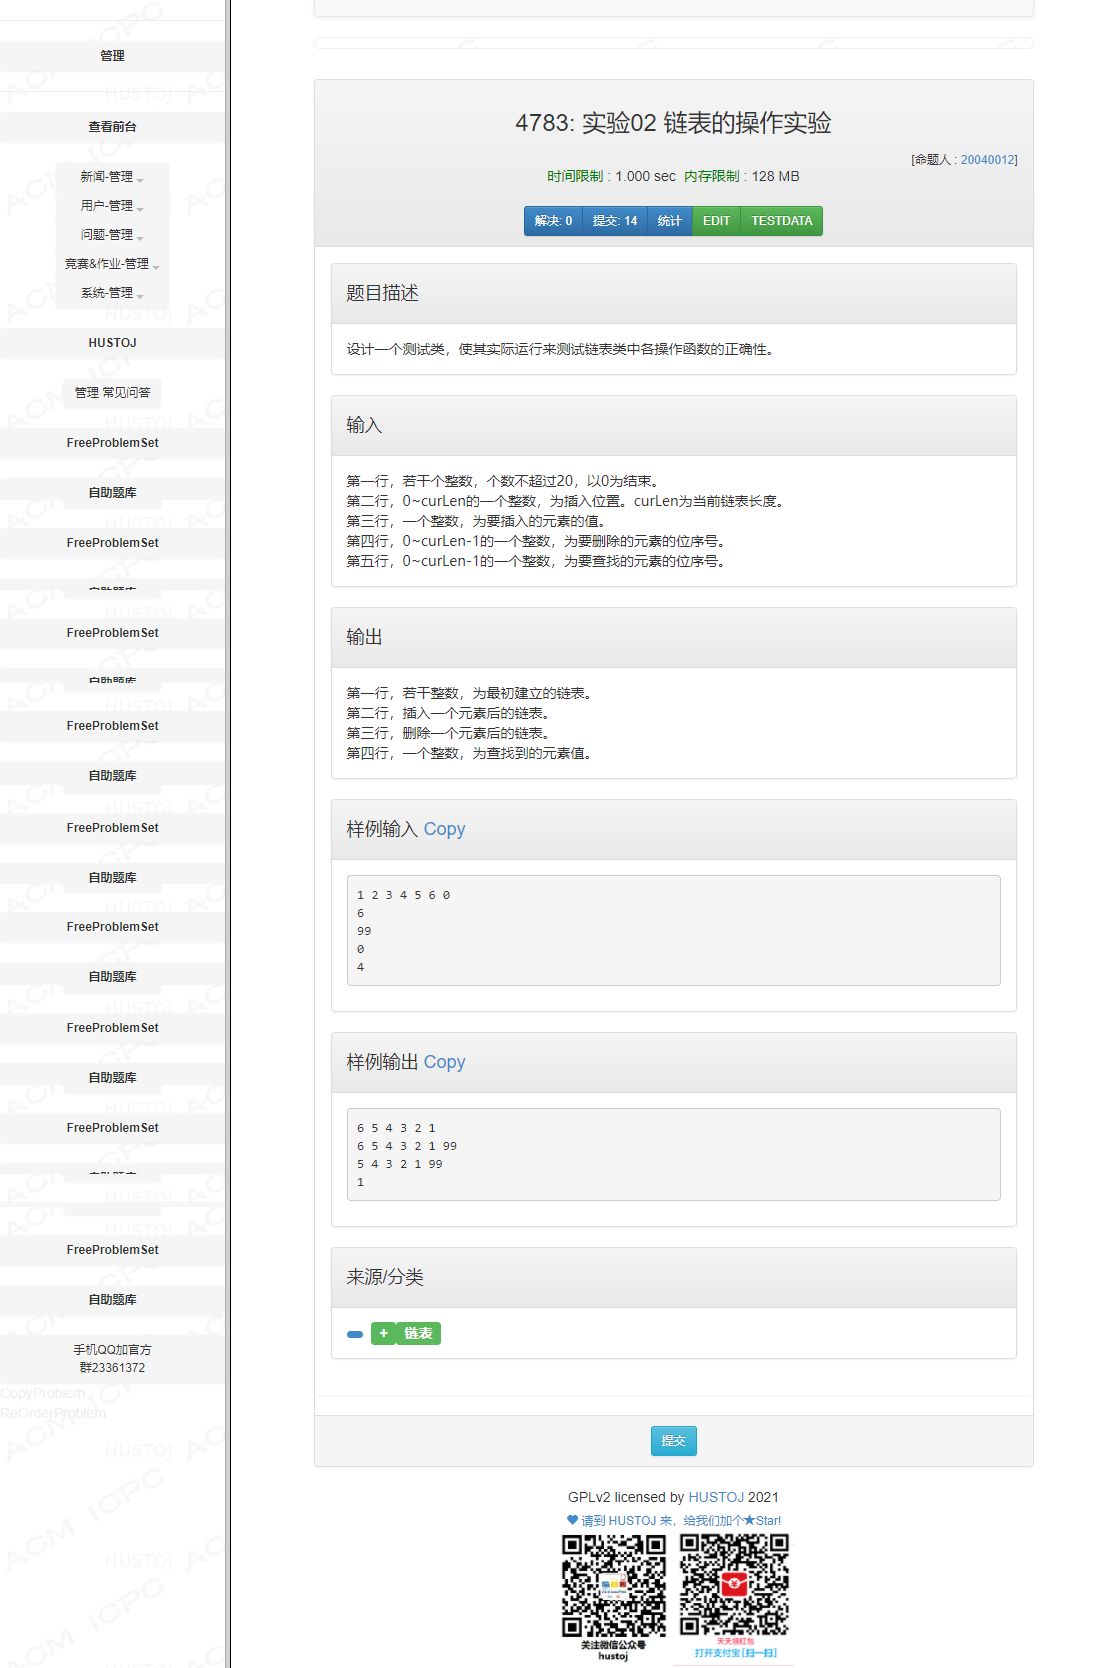 管理
查看前台
新闻-管理
用户-管理
问题-管理
竞赛&作业-管理
系统-管理
HUSTOJ
管理 常见问答
FreeProblemSet
自助题库
FreeProblemSet
自助题库
FreeProblemSet
自助题库
FreeProblemSet
自助题库
FreeProblemSet
自助题库
FreeProblemSet
自助题库
FreeProblemSet
自助题库
FreeProblemSet
自助题库
FreeProblemSet
自助题库
手机QQ加官方
群23361372
CopyProblem
ReOrderProblem
4783: 实验02 链表的操作实验
[命题人 : 20040012]
时间限制 : 1.000 sec 内存限制 : 128 MB
解决: 0 提交: 14 统计 EDIT TESTDATA
题目描述
设计一个测试类，使其实际运行来测试链表类中各操作函数的正确性。
输入
第一行，若干个整数，个数不超过20，以0为结束。
第二行，0~curLen的一个整数，为插入位置。curLen为当前链表长度。
第三行，一个整数，为要插入的元素的值。
第四行，0~curLen-1的一个整数，为要删除的元素的位序号。
第五行，0~curLen-1的一个整数，为要查找的元素的位序号。
输出
第一行，若干整数，为最初建立的链表。
第二行，插入一个元素后的链表。
第三行，删除一个元素后的链表。
第四行，一个整数，为查找到的元素值。
样例输入 Copy
1 2 3 4 5 6 0
6
99
0
4
样例输出 Copy
6 5 4 3 2 1
6 5 4 3 2 1 99
5 4 3 2 1 99
1
来源/分类
+ 链表
提交
GPLv2 licensed by HUSTOJ 2021
请到 HUSTOJ 来，给我们加个★Star!
关注微信公众号
hustoj
天天领红包
打开支付宝[扫一扫]